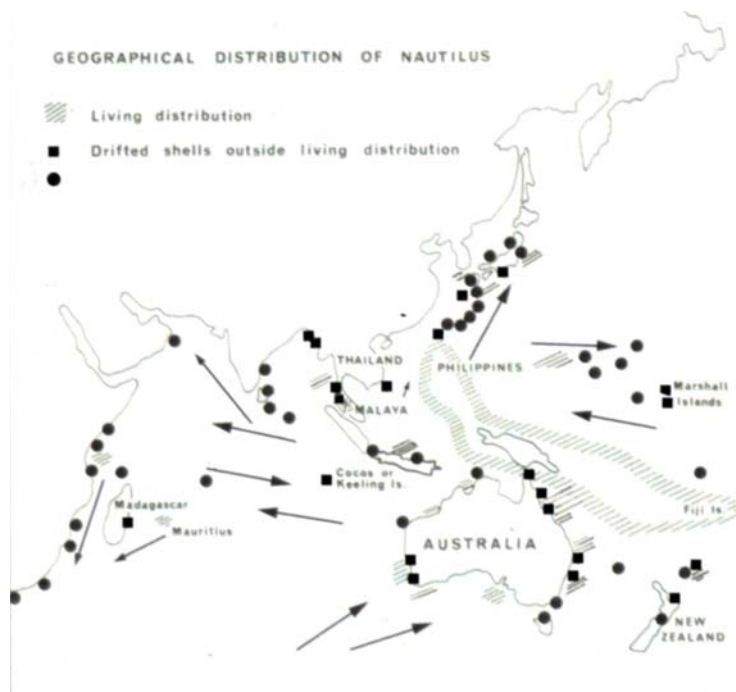 GEOGRAPHICAL DISTRIBUTION OF NAUTILUS
Living distribution
Drifted shells outside living distribution
THAILAND
PHILIPPINES
MALAYA
Marshall
Islands
Cocos or
Keeling Is.
Madagascar
Mauritius
Fiji Is.
AUSTRALIA
NEW
ZEALAND